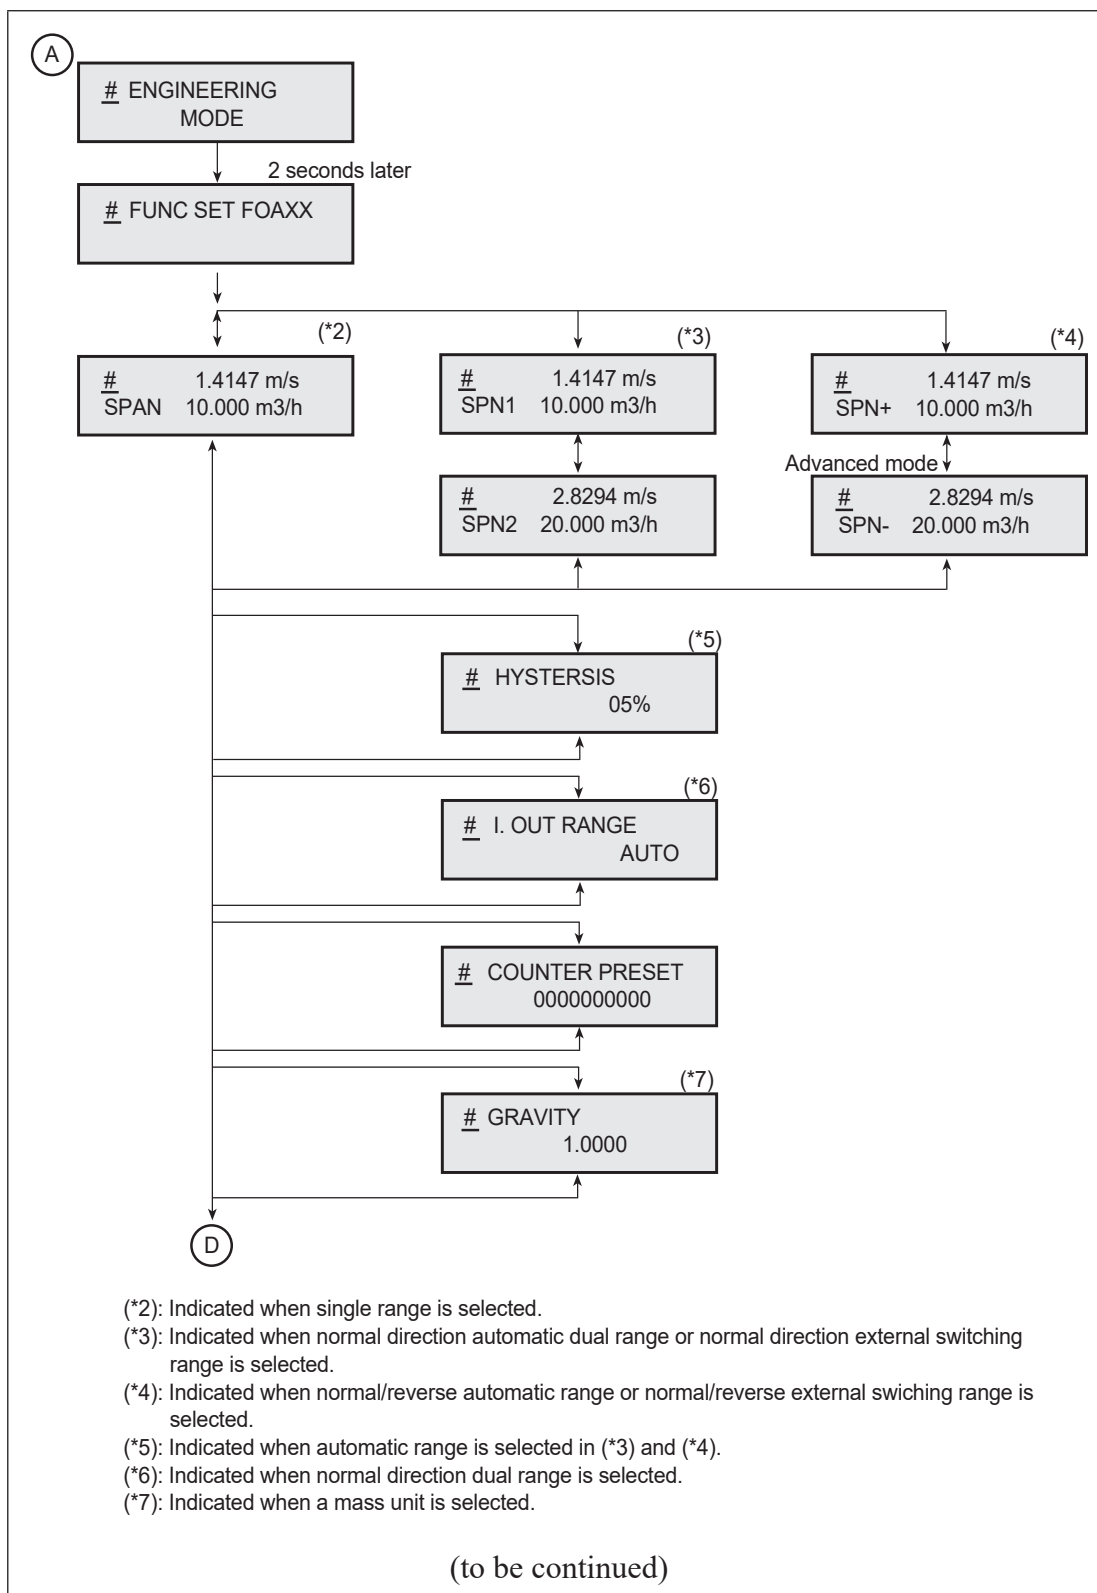 A
# ENGINEERING
MODE
2 seconds later
# FUNC SET FOAXX
(*2)
(*3)
(*4)
# 1.4147 m/s
SPAN 10.000 m3/h
# 1.4147 m/s
SPN1 10.000 m3/h
# 1.4147 m/s
SPN+ 10.000 m3/h
Advanced mode
# 2.8294 m/s
SPN2 20.000 m3/h
# 2.8294 m/s
SPN- 20.000 m3/h
(*5)
# HYSTERSIS
05%
(*6)
# I. OUT RANGE
AUTO
# COUNTER PRESET
0000000000
(*7)
# GRAVITY
1.0000
D
(*2): Indicated when single range is selected.
(*3): Indicated when normal direction automatic dual range or normal direction external switching
range is selected.
(*4): Indicated when normal/reverse automatic range or normal/reverse external swiching range is
selected.
(*5): Indicated when automatic range is selected in (*3) and (*4).
(*6): Indicated when normal direction dual range is selected.
(*7): Indicated when a mass unit is selected.
(to be continued)